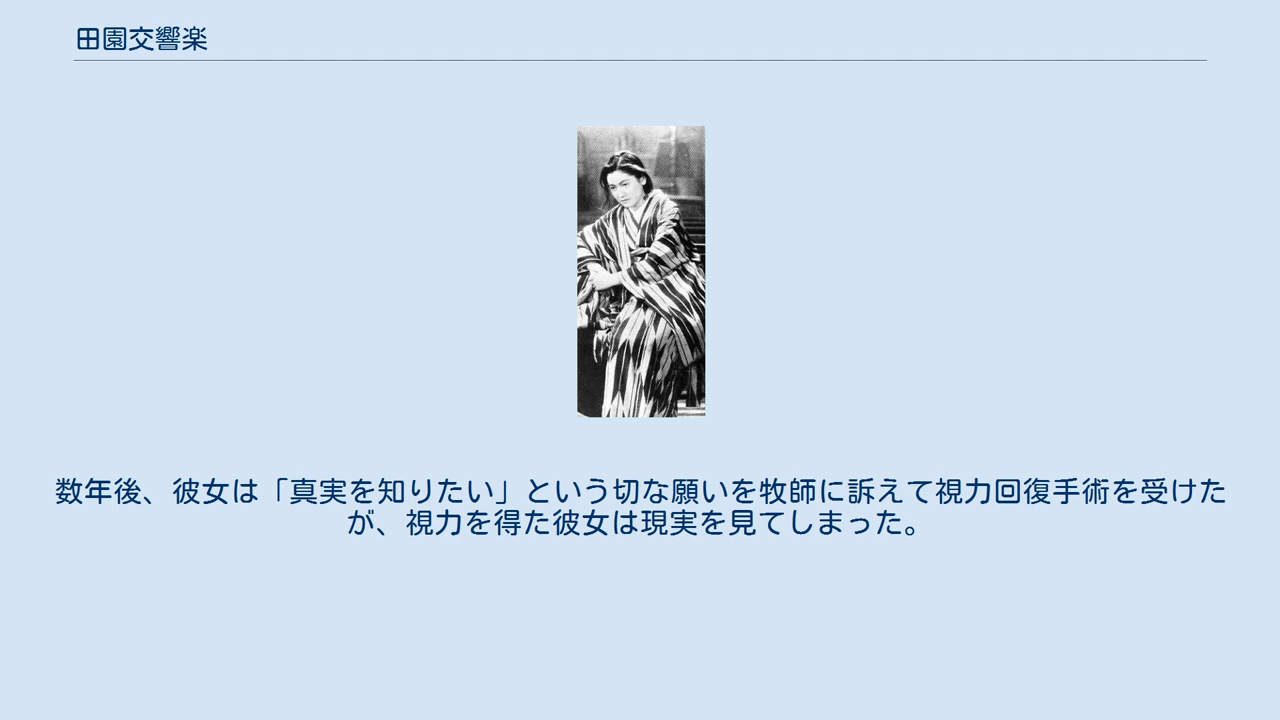 田園交響楽
数年後、彼女は「真実を知りたい」という切な願いを牧師に訴えて視力回復手術を受けた
が、視力を得た彼女は現実を見てしまった。